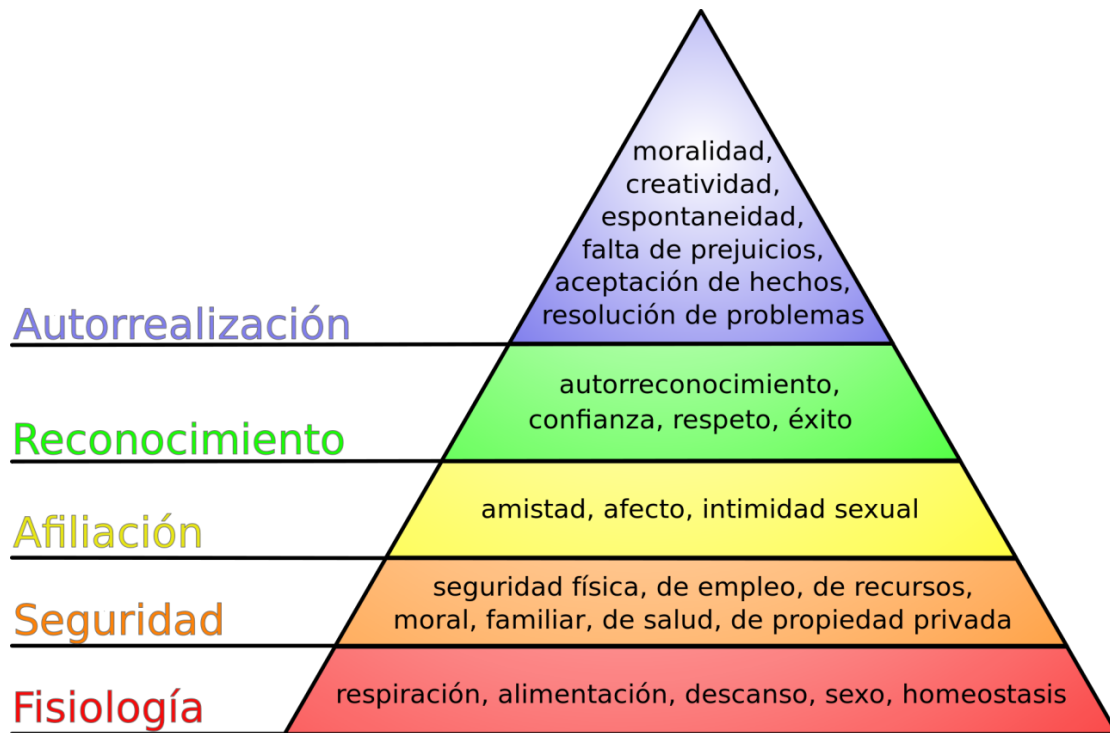 moralidad,
creatividad,
espontaneidad,
falta de prejuicios,
aceptación de hechos,
resolución de problemas
Autorrealización
autorreconocimiento,
confianza, respeto, éxito
Reconocimiento
amistad, afecto, intimidad sexual
Afiliación
seguridad física, de empleo, de recursos,
moral, familiar, de salud, de propiedad privada
Seguridad
respiración, alimentación, descanso, sexo, homeostasis
Fisiología